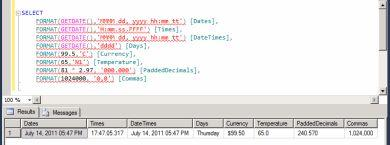 SELECT
FORMAT(GETDATE(),'MMMM dd, yyyy hh:mm tt') [Dates],
FORMAT(GETDATE(),'H:mm:ss.FFFF') [Times],
FORMAT(GETDATE(),'MMMM dd, yyyy hh:mm tt') [DateTimes],
FORMAT(GETDATE(),'dddd') [Days],
FORMAT(99.5,'C') [Currency],
FORMAT(65,'N1') [Temperature],
FORMAT(81 * 2.97, '000.000') [PaddedDecimals],
FORMAT(1024000, '0,0') [Commas]
100 %
Results Messages
Dates Times DateTimes Days Currency Temperature PaddedDecimals Commas
1 July 14, 2011 05:47 PM 17:47.05.317 July 14, 2011 05:47 PM Thursday $99.50 65.0 240.570 1,024,000